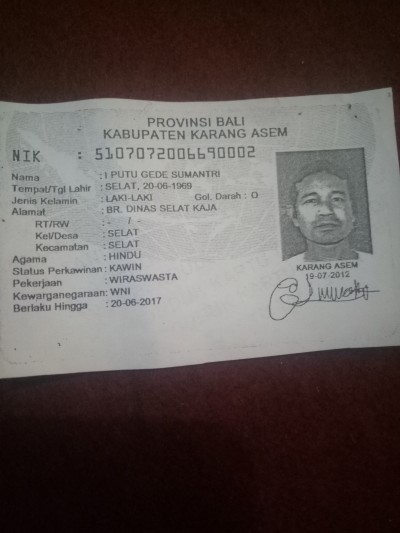 PROVINSI BALI
KABUPATEN KARANG ASEM
NIK : 5107072006690002
Nama : I PUTU GEDE SUMANTRI
Tempat/Tgl Lahir : SELAT, 20-06-1969
Jenis Kelamin : LAKI-LAKI Gol. Darah : O
Alamat : BR. DINAS SELAT KAJA
RT/RW : - / -
Kel/Desa : SELAT
Kecamatan : SELAT
Agama : HINDU
Status Perkawinan : KAWIN
Pekerjaan : WIRASWASTA
Kewarganegaraan : WNI
Berlaku Hingga : 20-06-2017
KARANG ASEM
19-07-2012